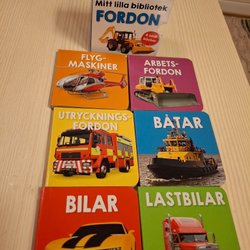 Mitt lilla bibliotek
FORDON
FLYG-
MASKINER
ARBETS-
FORDON
UTRYCKNINGS-
FORDON
BÅTAR
BILAR
LASTBILAR